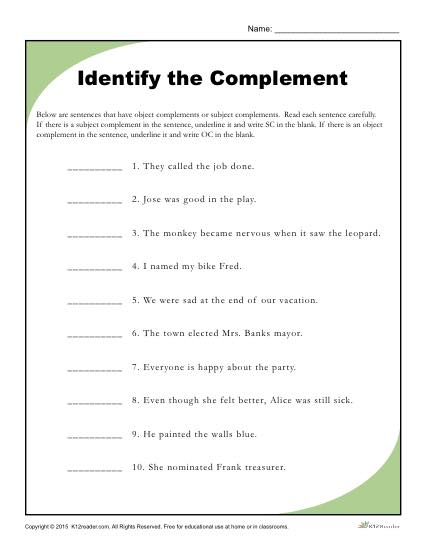 Name: ______________________________
Identify the Complement
Below are sentences that have object complements or subject complements. Read each sentence carefully.
If there is a subject complement in the sentence, underline it and write SC in the blank. If there is an object
complement in the sentence, underline it and write OC in the blank.
__________ 1. They called the job done.
__________ 2. Jose was good in the play.
__________ 3. The monkey became nervous when it saw the leopard.
__________ 4. I named my bike Fred.
__________ 5. We were sad at the end of our vacation.
__________ 6. The town elected Mrs. Banks mayor.
__________ 7. Everyone is happy about the party.
__________ 8. Even though she felt better, Alice was still sick.
__________ 9. He painted the walls blue.
__________ 10. She nominated Frank treasurer.
Copyright © 2015 K12reader.com. All Rights Reserved. Free for educational use at home or in classrooms. K12READER